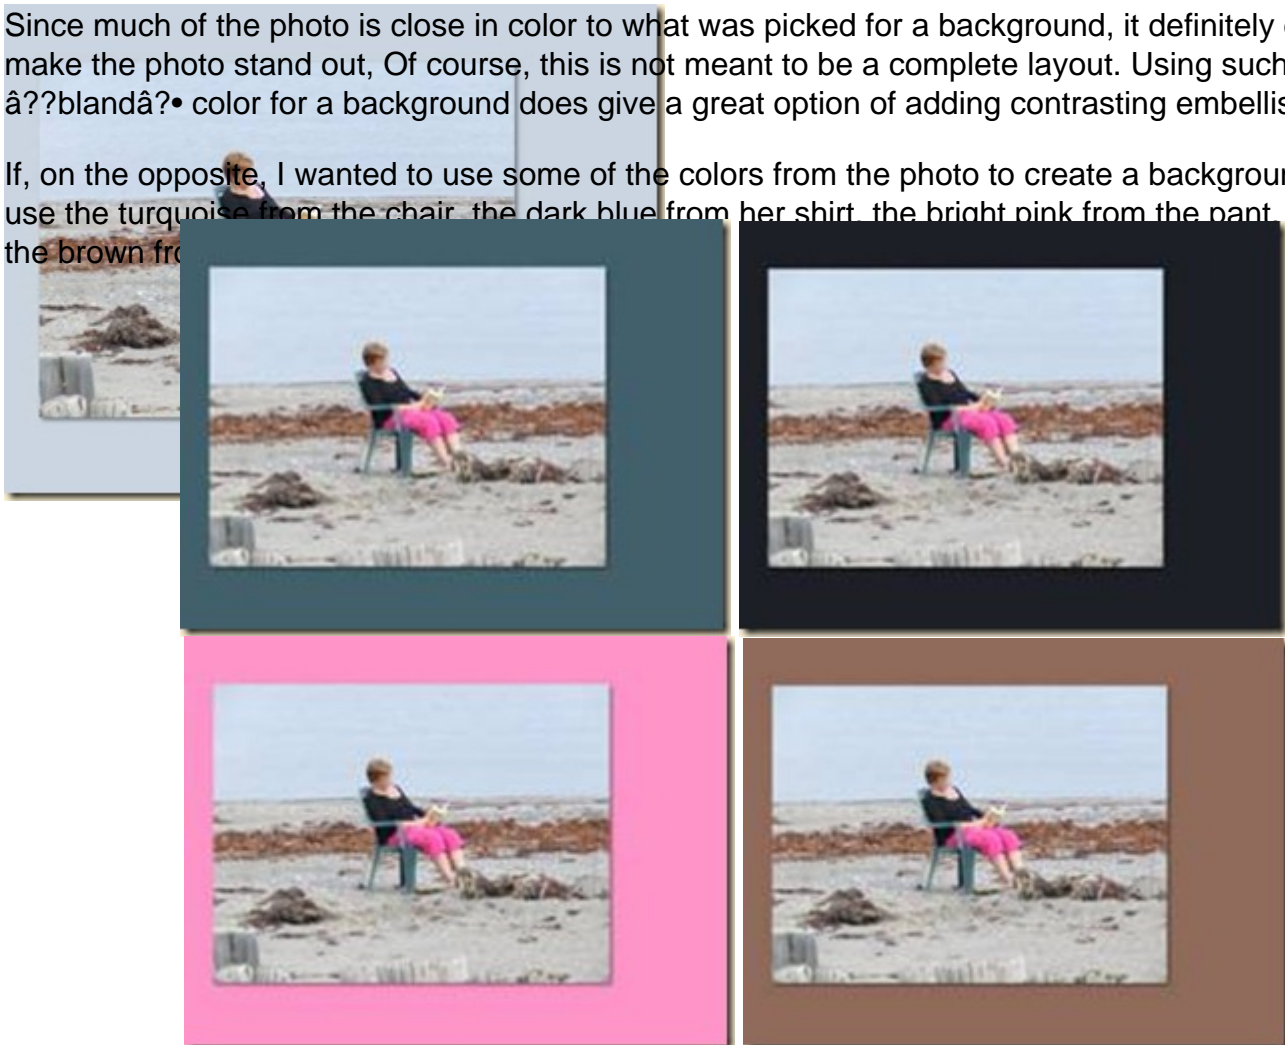 Since much of the photo is close in color to what was picked for a background, it definitely
make the photo stand out, Of course, this is not meant to be a complete layout. Using such
â??blandâ?• color for a background does give a great option of adding contrasting embellis
If, on the opposite, I wanted to use some of the colors from the photo to create a backgroun
use the turquoise from the chair, the dark blue from her shirt, the bright pink from the pant,
the brown fro